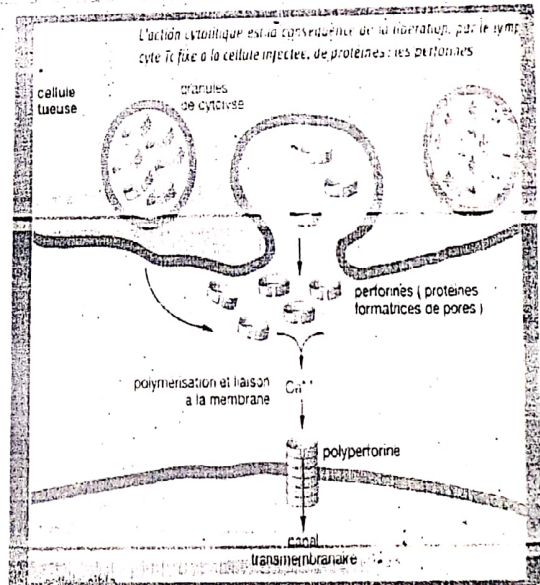 L'action cytolitique est la conséquence de la libération, par le lymp
cyte Tc fixé à la cellule infectée, de protéines : les perforines
cellule
tueuse
granules
de cytolyse
perforines ( protéines
formatrices de pores )
polymérisation et liaison
à la membrane
Ca++
polyperforine
canal
transmembranaire